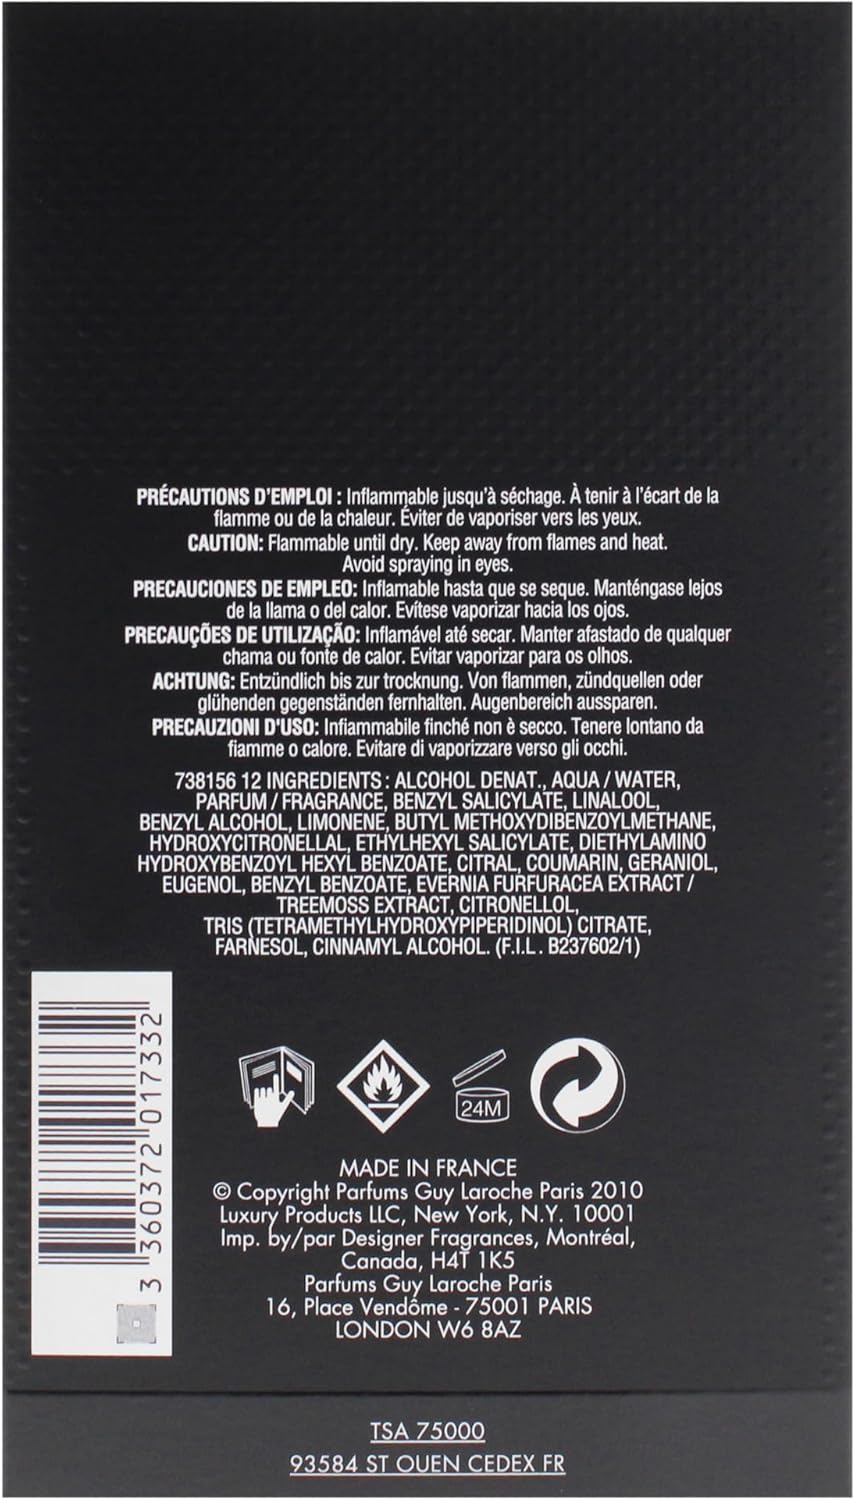 PRÉCAUTIONS D'EMPLOI : Inflammable jusqu'à séchage. À tenir à l'écart de la
flamme ou de la chaleur. Éviter de vaporiser vers les yeux.
CAUTION: Flammable until dry. Keep away from flames and heat.
Avoid spraying in eyes.
PRECAUCIONES DE EMPLEO: Inflamable hasta que se seque. Manténgase lejos
de la llama o del calor. Evítese vaporizar hacia los ojos.
PRECAUÇÕES DE UTILIZAÇÃO: Inflamável até secar. Manter afastado de qualquer
chama ou fonte de calor. Evitar vaporizar para os olhos.
ACHTUNG: Entzündlich bis zur trocknung. Von flammen, zündquellen oder
glühenden gegenständen fernhalten. Augenbereich aussparen.
PRECAUZIONI D'USO: Infiammabile finché non è secco. Tenere lontano da
fiamme o calore. Evitare di vaporizzare verso gli occhi.
738156 12 INGREDIENTS : ALCOHOL DENAT., AQUA / WATER,
PARFUM / FRAGRANCE, BENZYL SALICYLATE, LINALOOL,
BENZYL ALCOHOL, LIMONENE, BUTYL METHOXYDIBENZOYLMETHANE,
HYDROXYCITRONELLAL, ETHYLHEXYL SALICYLATE, DIETHYLAMINO
HYDROXYBENZOYL HEXYL BENZOATE, CITRAL, COUMARIN, GERANIOL,
EUGENOL, BENZYL BENZOATE, EVERNIA FURFURACEA EXTRACT /
TREEMOSS EXTRACT, CITRONELLOL,
TRIS (TETRAMETHYLHYDROXYPIPERIDINOL) CITRATE,
FARNESOL, CINNAMYL ALCOHOL. (F.I.L. B237602/1)
3 360372 017332
24M
MADE IN FRANCE
© Copyright Parfums Guy Laroche Paris 2010
Luxury Products LLC, New York, N.Y. 10001
Imp. by/par Designer Fragrances, Montréal,
Canada, H4T 1K5
Parfums Guy Laroche Paris
16, Place Vendôme - 75001 PARIS
LONDON W6 8AZ
TSA 75000
93584 ST OUEN CEDEX FR